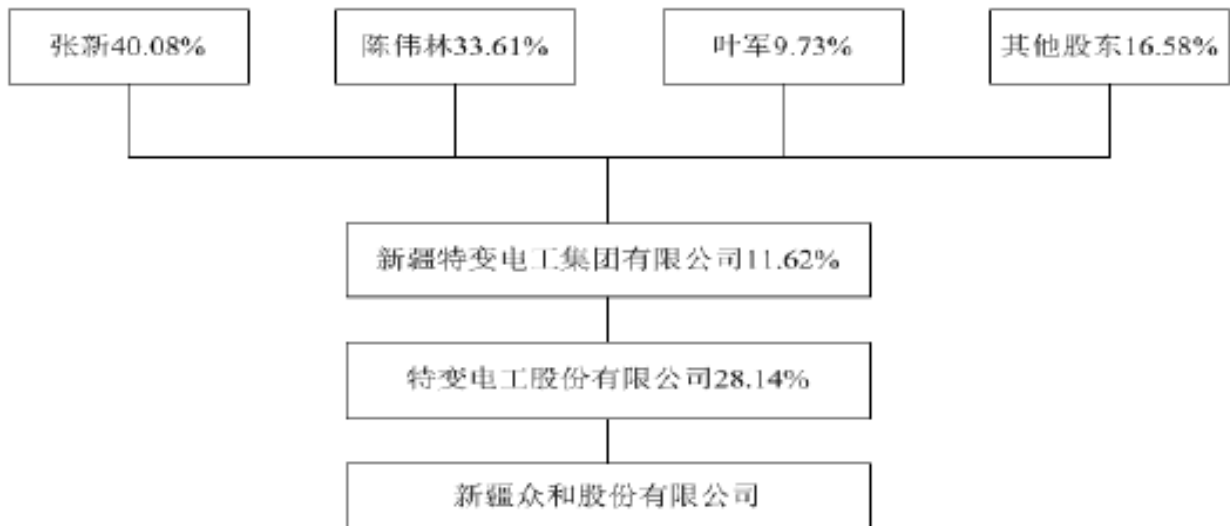 张新40.08%
陈伟林33.61%
叶军9.73%
其他股东16.58%
新疆特变电工集团有限公司11.62%
特变电工股份有限公司28.14%
新疆众和股份有限公司